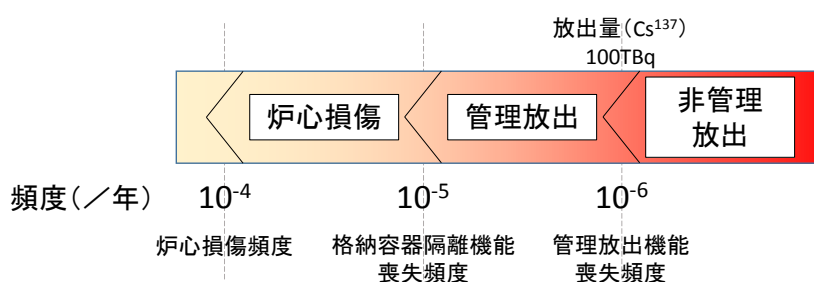 放出量（Cs¹³⁷）
100TBq
炉心損傷
管理放出
非管理
放出
頻度（／年） 10⁻⁴ 10⁻⁵ 10⁻⁶
炉心損傷頻度
格納容器隔離機能
喪失頻度
管理放出機能
喪失頻度